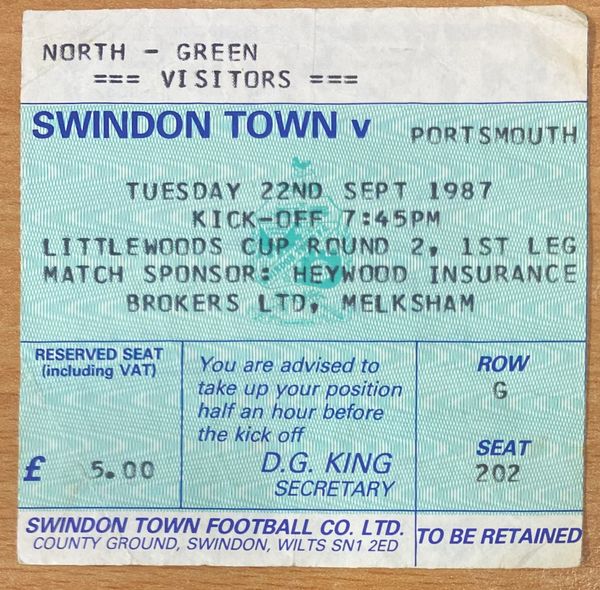 NORTH - GREEN
=== VISITORS ===
SWINDON TOWN v PORTSMOUTH
TUESDAY 22ND SEPT 1987
KICK-OFF 7:45PM
LITTLEWOODS CUP ROUND 2, 1ST LEG
MATCH SPONSOR: HEYWOOD INSURANCE
BROKERS LTD, MELKSHAM
RESERVED SEAT
(including VAT)
£ 5.00
You are advised to
take up your position
half an hour before
the kick off
D.G. KING
SECRETARY
ROW
G
SEAT
202
SWINDON TOWN FOOTBALL CO. LTD.
COUNTY GROUND, SWINDON, WILTS SN1 2ED
TO BE RETAINED